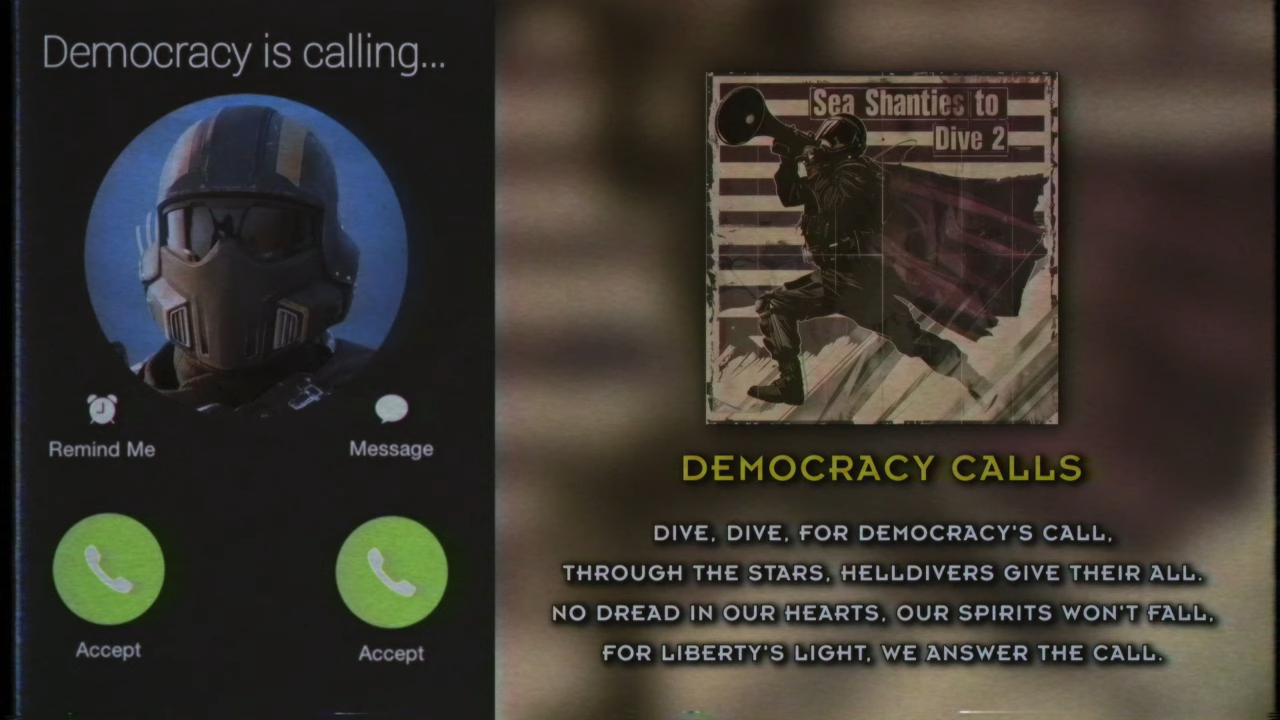 Democracy is calling...
Remind Me
Message
Accept
Accept
Sea Shanties to
Dive 2
DEMOCRACY CALLS
DIVE, DIVE, FOR DEMOCRACY'S CALL,
THROUGH THE STARS, HELLDIVERS GIVE THEIR ALL.
NO DREAD IN OUR HEARTS, OUR SPIRITS WON'T FALL,
FOR LIBERTY'S LIGHT, WE ANSWER THE CALL.